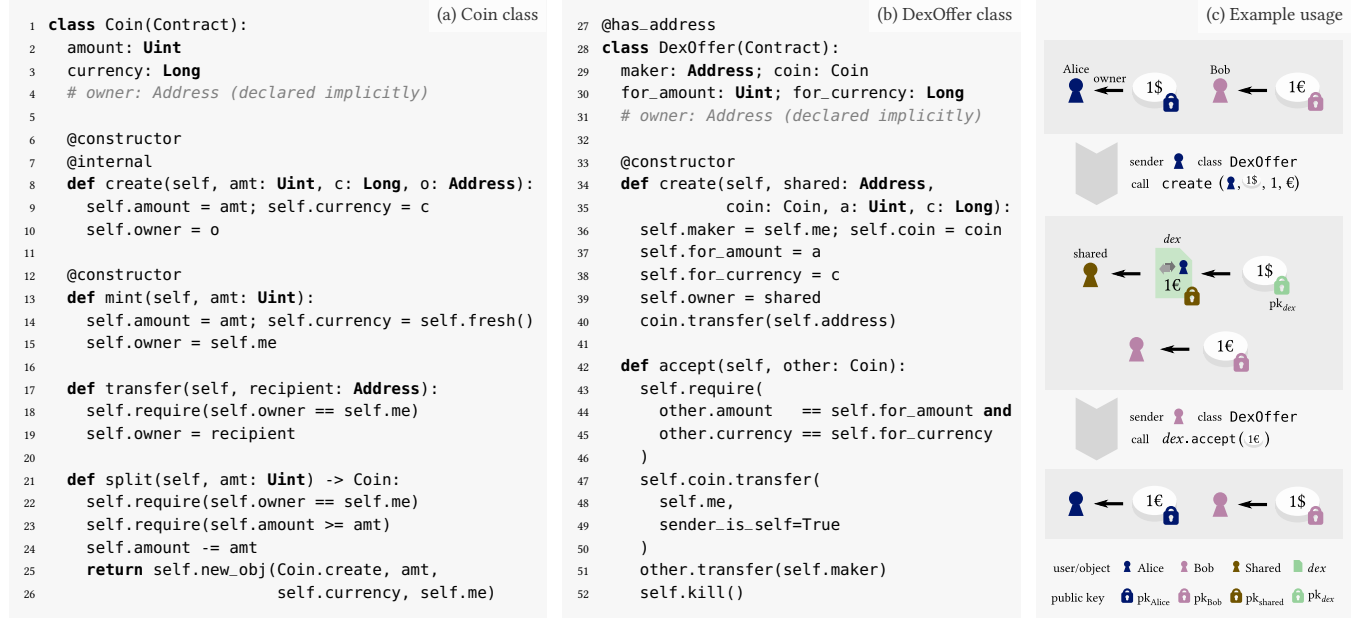 (a) Coin class
1 class Coin(Contract):
2   amount: Uint
3   currency: Long
4   # owner: Address (declared implicitly)
5
6   @constructor
7   @internal
8   def create(self, amt: Uint, c: Long, o: Address):
9     self.amount = amt; self.currency = c
10     self.owner = o
11
12   @constructor
13   def mint(self, amt: Uint):
14     self.amount = amt; self.currency = self.fresh()
15     self.owner = self.me
16
17   def transfer(self, recipient: Address):
18     self.require(self.owner == self.me)
19     self.owner = recipient
20
21   def split(self, amt: Uint) -> Coin:
22     self.require(self.owner == self.me)
23     self.require(self.amount >= amt)
24     self.amount -= amt
25     return self.new_obj(Coin.create, amt,
26                         self.currency, self.me)
(b) DexOffer class
27 @has_address
28 class DexOffer(Contract):
29   maker: Address; coin: Coin
30   for_amount: Uint; for_currency: Long
31   # owner: Address (declared implicitly)
32
33   @constructor
34   def create(self, shared: Address,
35              coin: Coin, a: Uint, c: Long):
36     self.maker = self.me; self.coin = coin
37     self.for_amount = a
38     self.for_currency = c
39     self.owner = shared
40     coin.transfer(self.address)
41
42   def accept(self, other: Coin):
43     self.require(
44       other.amount   == self.for_amount and
45       other.currency == self.for_currency
46     )
47     self.coin.transfer(
48       self.me,
49       sender_is_self=True
50     )
51     other.transfer(self.maker)
52     self.kill()
(c) Example usage
Alice owner 1$ Bob 1€
sender class DexOffer
call create ( , 1$ , 1, €)
dex
shared 1€ 1$
pk_dex
1€
sender class DexOffer
call dex.accept( 1€ )
1€ 1$
user/object Alice Bob Shared dex
public key pk_Alice pk_Bob pk_shared pk_dex